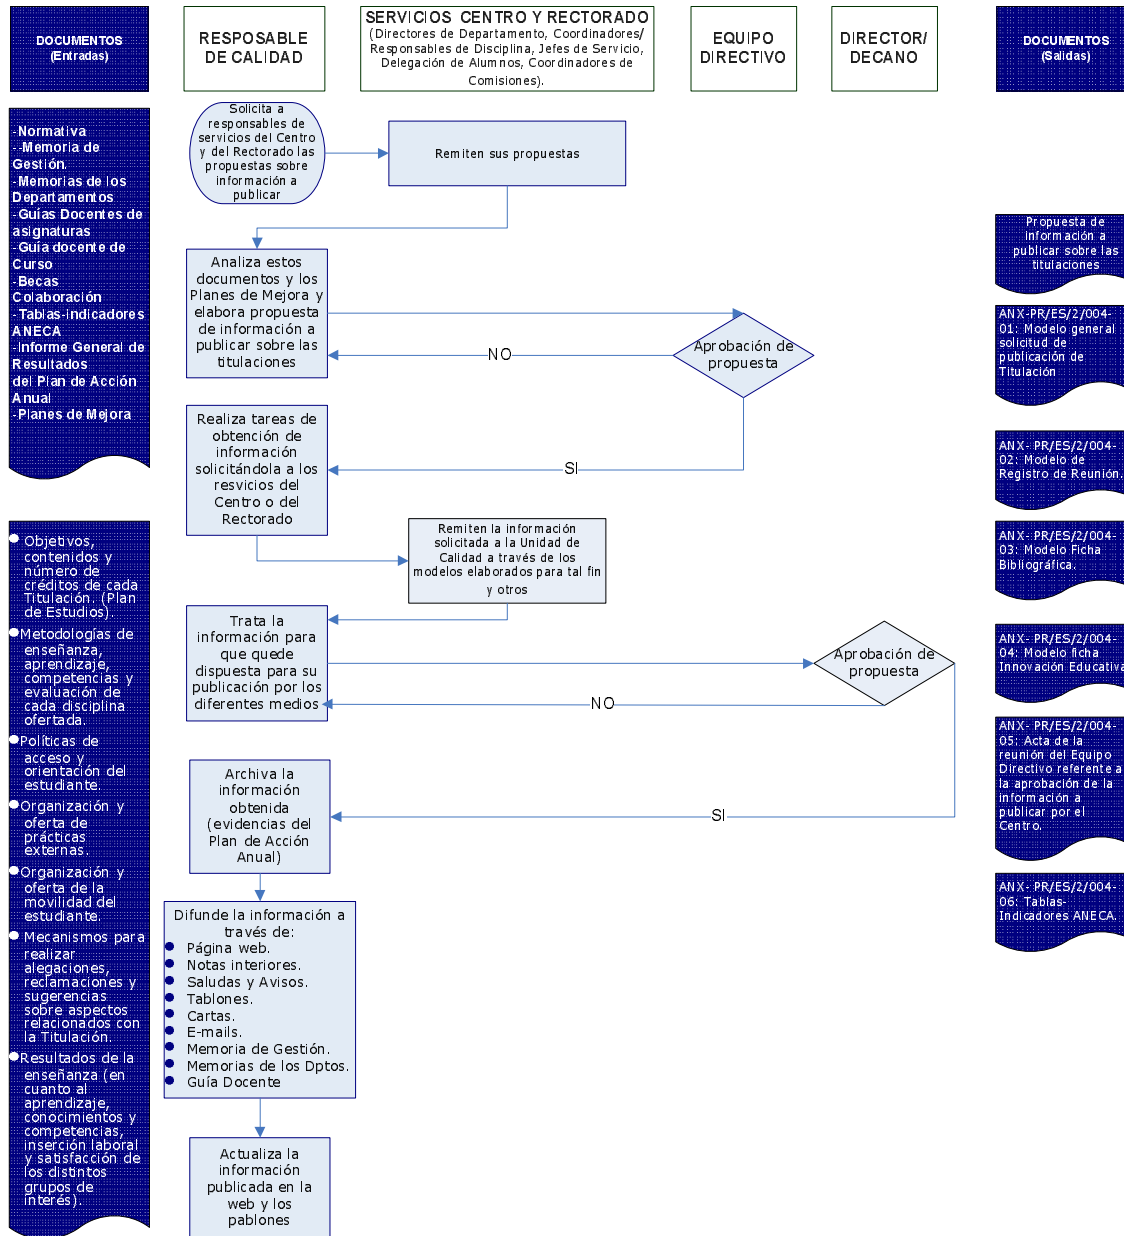 DOCUMENTOS
(Entradas)
RESPOSABLE
DE CALIDAD
SERVICIOS CENTRO Y RECTORADO
(Directores de Departamento, Coordinadores/
Responsables de Disciplina, Jefes de Servicio,
Delegación de Alumnos, Coordinadores de
Comisiones).
EQUIPO
DIRECTIVO
DIRECTOR/
DECANO
DOCUMENTOS
(Salidas)
-Normativa
--Memoria de
Gestión.
-Memorias de los
Departamentos
-Guías Docentes de
asignaturas
-Guía docente de
Curso
-Becas
Colaboración
-Tablas-indicadores
ANECA
-Informe General de
Resultados
del Plan de Acción
Anual
-Planes de Mejora
Solicita a
responsables de
servicios del Centro
y del Rectorado las
propuestas sobre
información a
publicar
Remiten sus propuestas
Analiza estos
documentos y los
Planes de Mejora y
elabora propuesta
de información a
publicar sobre las
titulaciones
Aprobación de
propuesta
NO
SI
Realiza tareas de
obtención de
información
solicitándola a los
resvicios del
Centro o del
Rectorado
Remiten la información
solicitada a la Unidad de
Calidad a través de los
modelos elaborados para tal fin
y otros
Trata la
información para
que quede
dispuesta para su
publicación por los
diferentes medios
Aprobación de
propuesta
NO
SI
Archiva la
información
obtenida
(evidencias del
Plan de Acción
Anual)
Difunde la información a
través de:
Página web.
Notas interiores.
Saludas y Avisos.
Tablones.
Cartas.
E-mails.
Memoria de Gestión.
Memorias de los Dptos.
Guía Docente
Actualiza la
información
publicada en la
web y los
pablones
Objetivos,
contenidos y
número de
créditos de cada
Titulación. (Plan
de Estudios).
Metodologías de
enseñanza,
aprendizaje,
competencias y
evaluación de
cada disciplina
ofertada.
Políticas de
acceso y
orientación del
estudiante.
Organización y
oferta de
prácticas
externas.
Organización y
oferta de la
movilidad del
estudiante.
Mecanismos para
realizar
alegaciones,
reclamaciones y
sugerencias
sobre aspectos
relacionados con
la Titulación.
Resultados de la
enseñanza (en
cuanto al
aprendizaje,
conocimientos y
competencias,
inserción laboral
y satisfacción de
los distintos
grupos de
interés).
Propuesta de
información a
publicar sobre las
titulaciones
ANX-PR/ES/2/004-
01: Modelo general
solicitud de
publicación de
Titulación
ANX- PR/ES/2/004-
02: Modelo de
Registro de Reunión.
ANX- PR/ES/2/004-
03: Modelo Ficha
Bibliográfica.
ANX- PR/ES/2/004-
04: Modelo ficha
Innovación Educativa
ANX- PR/ES/2/004-
05: Acta de la
reunión del Equipo
Directivo referente a
la aprobación de la
información a
publicar por el
Centro.
ANX- PR/ES/2/004-
06: Tablas-
Indicadores ANECA.